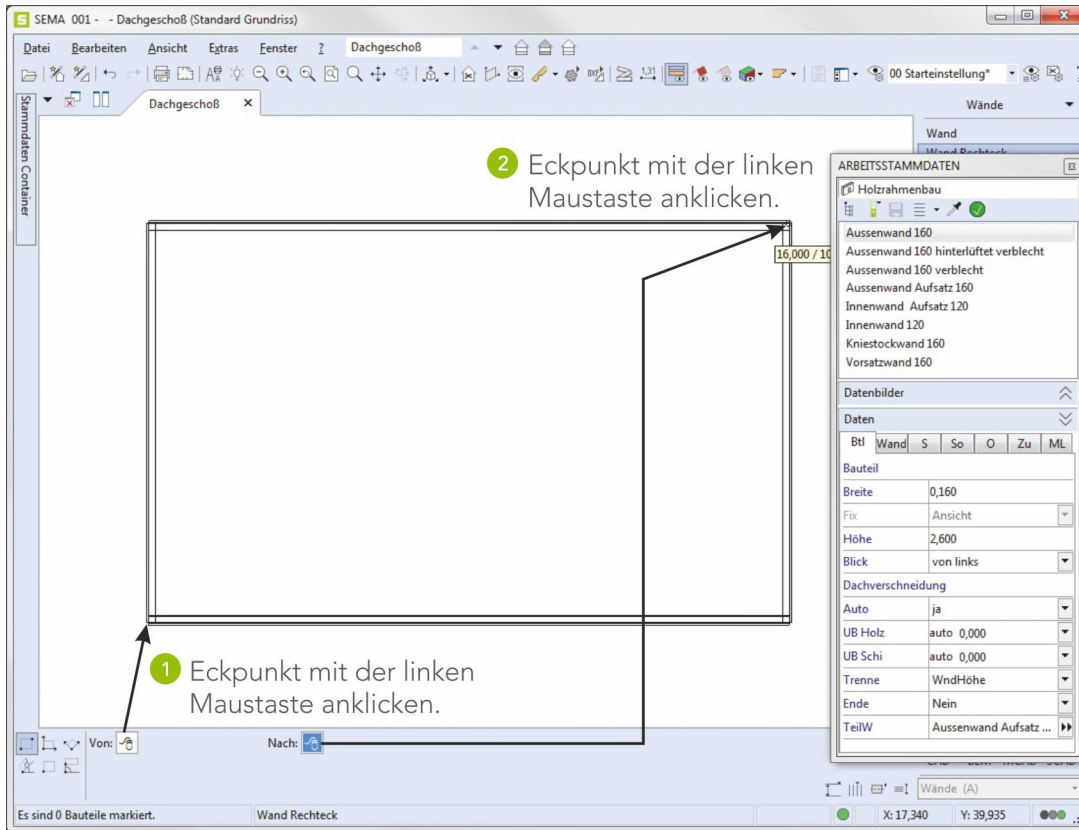 SEMA 001 - - Dachgeschoß (Standard Grundriss)
Datei Bearbeiten Ansicht Extras Fenster ? Dachgeschoß
00 Starteinstellung*
Stammdaten Container
Dachgeschoß
Wände
Wand
Wand Rechteck
2 Eckpunkt mit der linken
Maustaste anklicken.
16,000 / 10
ARBEITSSTAMMDATEN
Holzrahmenbau
Aussenwand 160
Aussenwand 160 hinterlüftet verblecht
Aussenwand 160 verblecht
Aussenwand Aufsatz 160
Innenwand Aufsatz 120
Innenwand 120
Kniestockwand 160
Vorsatzwand 160
Datenbilder
Daten
Btl Wand S So O Zu ML
Bauteil
Breite 0,160
Fix Ansicht
Höhe 2,600
Blick von links
Dachverschneidung
Auto ja
UB Holz auto 0,000
UB Schi auto 0,000
Trenne WndHöhe
Ende Nein
TeilW Aussenwand Aufsatz ...
1 Eckpunkt mit der linken
Maustaste anklicken.
Von: Nach:
Wände (A)
Es sind 0 Bauteile markiert. Wand Rechteck X: 17,340 Y: 39,935